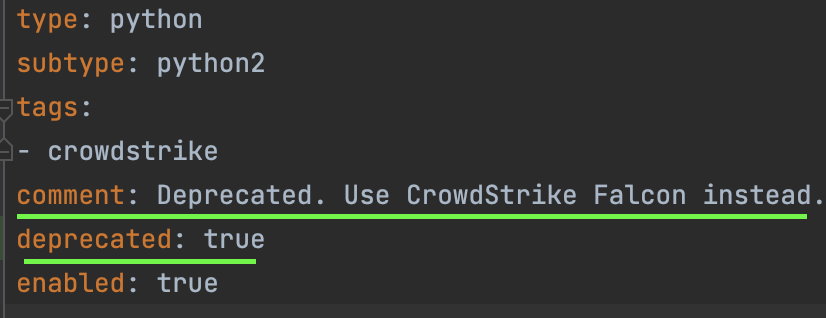 type: python
subtype: python2
tags:
- crowdstrike
comment: Deprecated. Use CrowdStrike Falcon instead.
deprecated: true
enabled: true